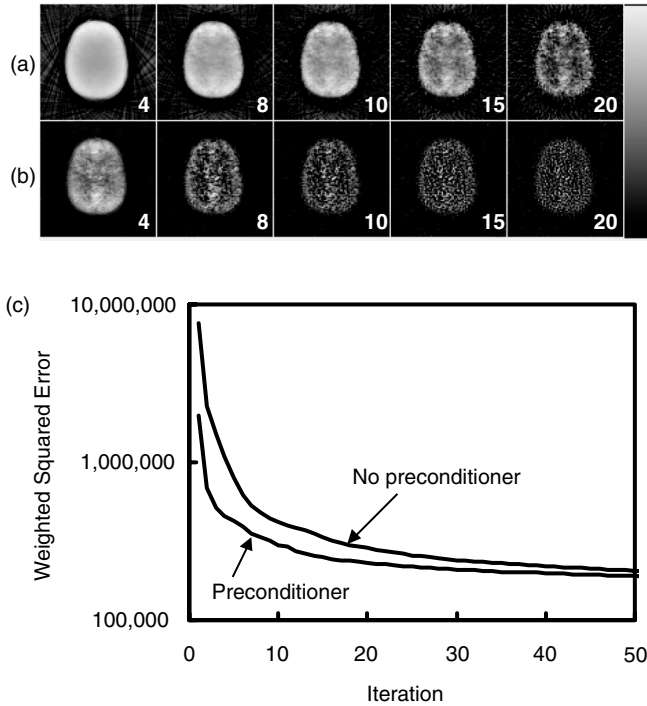 (a)
4 8 10 15 20
(b)
4 8 10 15 20
(c)
10,000,000
1,000,000
100,000
Weighted Squared Error
No preconditioner
Preconditioner
0 10 20 30 40 50
Iteration